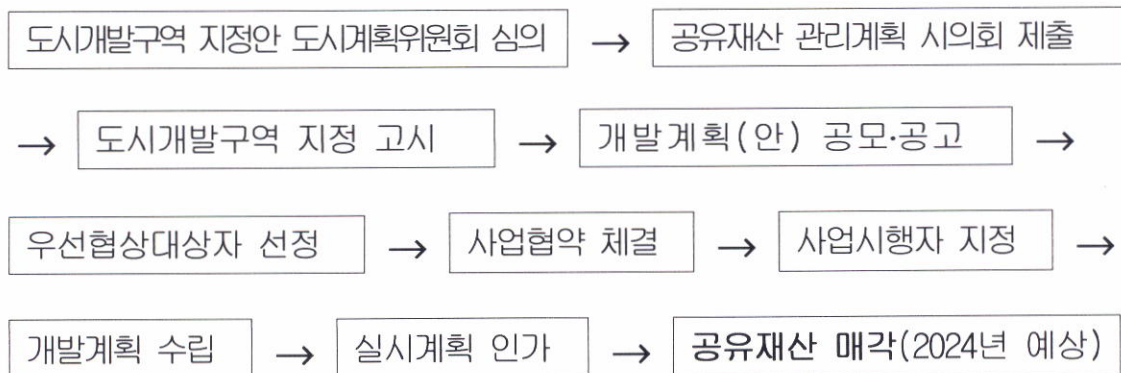 도시개발구역 지정안 도시계획위원회 심의 → 공유재산 관리계획 시의회 제출
→ 도시개발구역 지정 고시 → 개발계획(안) 공모·공고 →
우선협상대상자 선정 → 사업협약 체결 → 사업시행자 지정 →
개발계획 수립 → 실시계획 인가 → 공유재산 매각(2024년 예상)